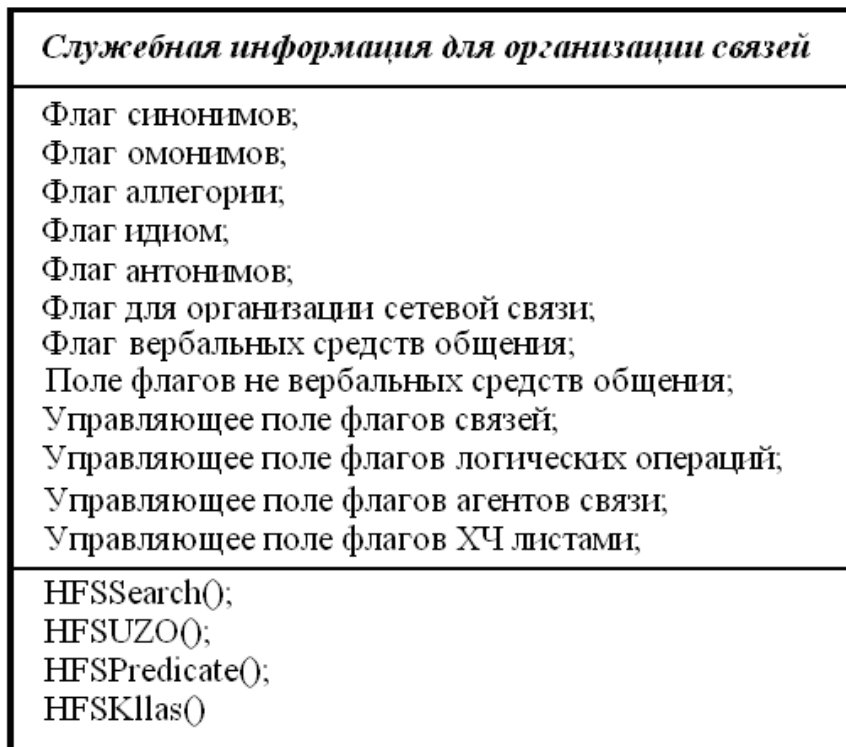 Служебная информация для организации связей
Флаг синонимов;
Флаг омонимов;
Флаг аллегории;
Флаг идиом;
Флаг антонимов;
Флаг для организации сетевой связи;
Флаг вербальных средств общения;
Поле флагов не вербальных средств общения;
Управляющее поле флагов связей;
Управляющее поле флагов логических операций;
Управляющее поле флагов агентов связи;
Управляющее поле флагов ХЧ листами;
HFSSearch();
HFSUZO();
HFSPredicate();
HFSKllas()